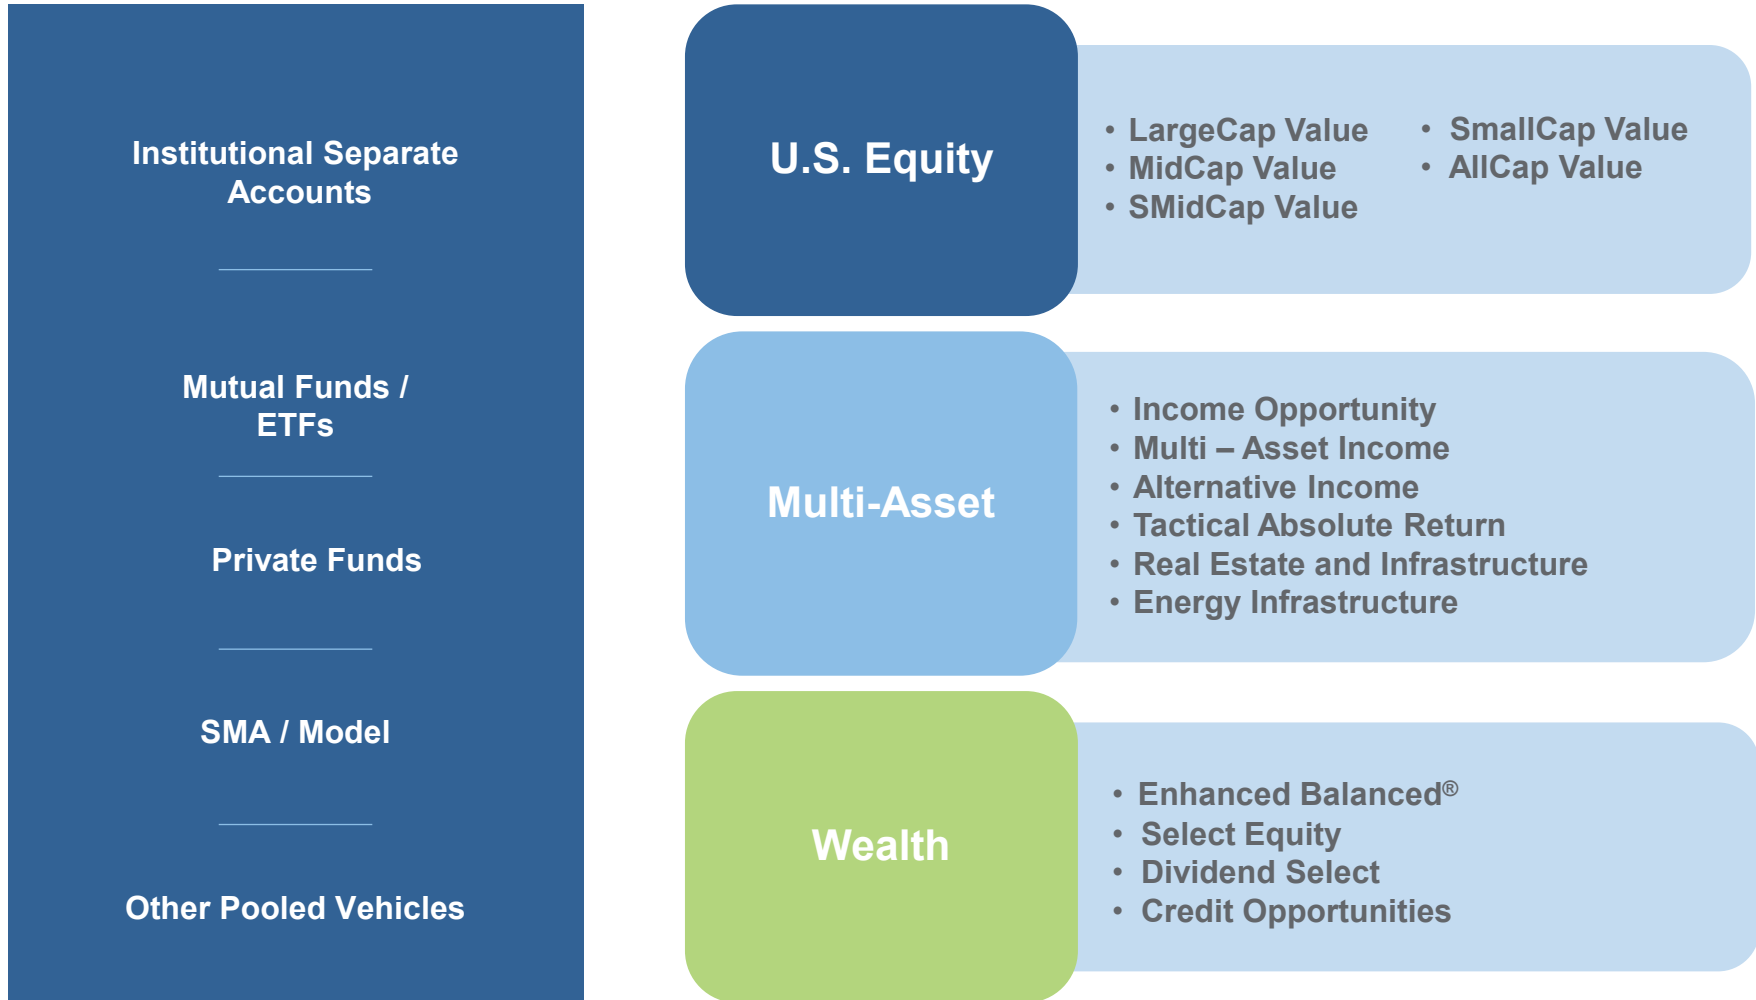 Institutional Separate
Accounts
Mutual Funds /
ETFs
Private Funds
SMA / Model
Other Pooled Vehicles
U.S. Equity
• LargeCap Value
• MidCap Value
• SMidCap Value
• SmallCap Value
• AllCap Value
Multi-Asset
• Income Opportunity
• Multi – Asset Income
• Alternative Income
• Tactical Absolute Return
• Real Estate and Infrastructure
• Energy Infrastructure
Wealth
• Enhanced Balanced®
• Select Equity
• Dividend Select
• Credit Opportunities